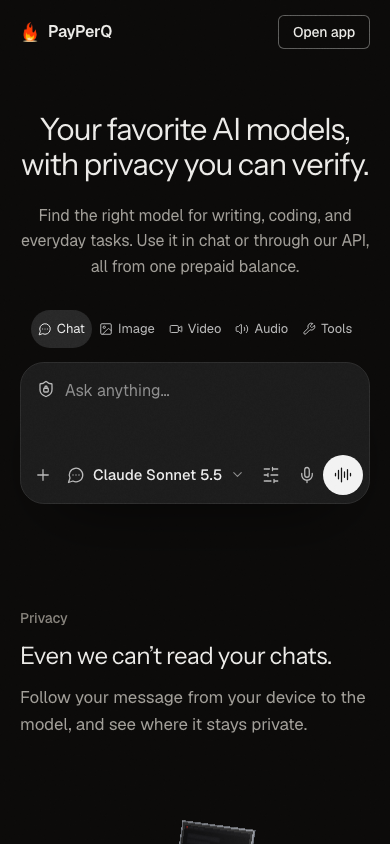 PayPerQ
Open app
Your favorite AI models,
with privacy you can verify.
Find the right model for writing, coding, and
everyday tasks. Use it in chat or through our API,
all from one prepaid balance.
Chat Image Video Audio Tools
Ask anything...
Claude Sonnet 5.5
Privacy
Even we can’t read your chats.
Follow your message from your device to the
model, and see where it stays private.